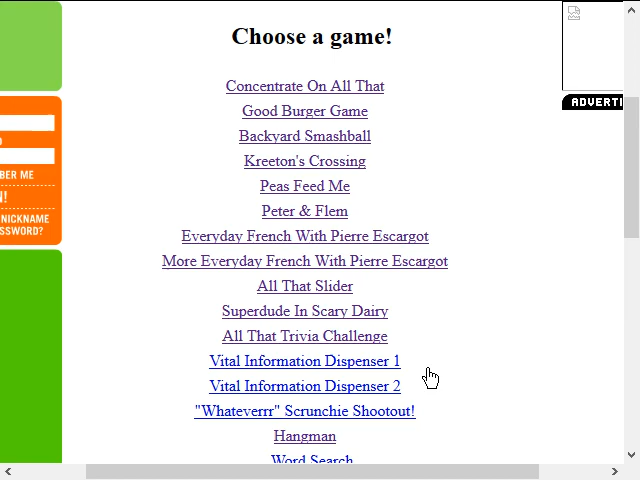 Choose a game!
Concentrate On All That
Good Burger Game
Backyard Smashball
Kreeton's Crossing
Peas Feed Me
Peter & Flem
Everyday French With Pierre Escargot
More Everyday French With Pierre Escargot
All That Slider
Superdude In Scary Dairy
All That Trivia Challenge
Vital Information Dispenser 1
Vital Information Dispenser 2
"Whateverrr" Scrunchie Shootout!
Hangman
Word Search
BER ME
N!
NICKNAME
SSWORD?
ADVERTI